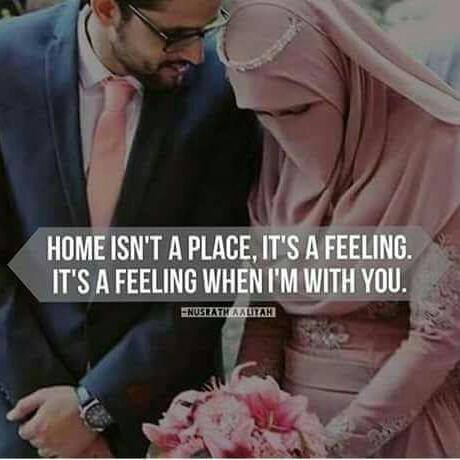 HOME ISN'T A PLACE, IT'S A FEELING.
IT'S A FEELING WHEN I'M WITH YOU.
-NUSRATH AALIYAH